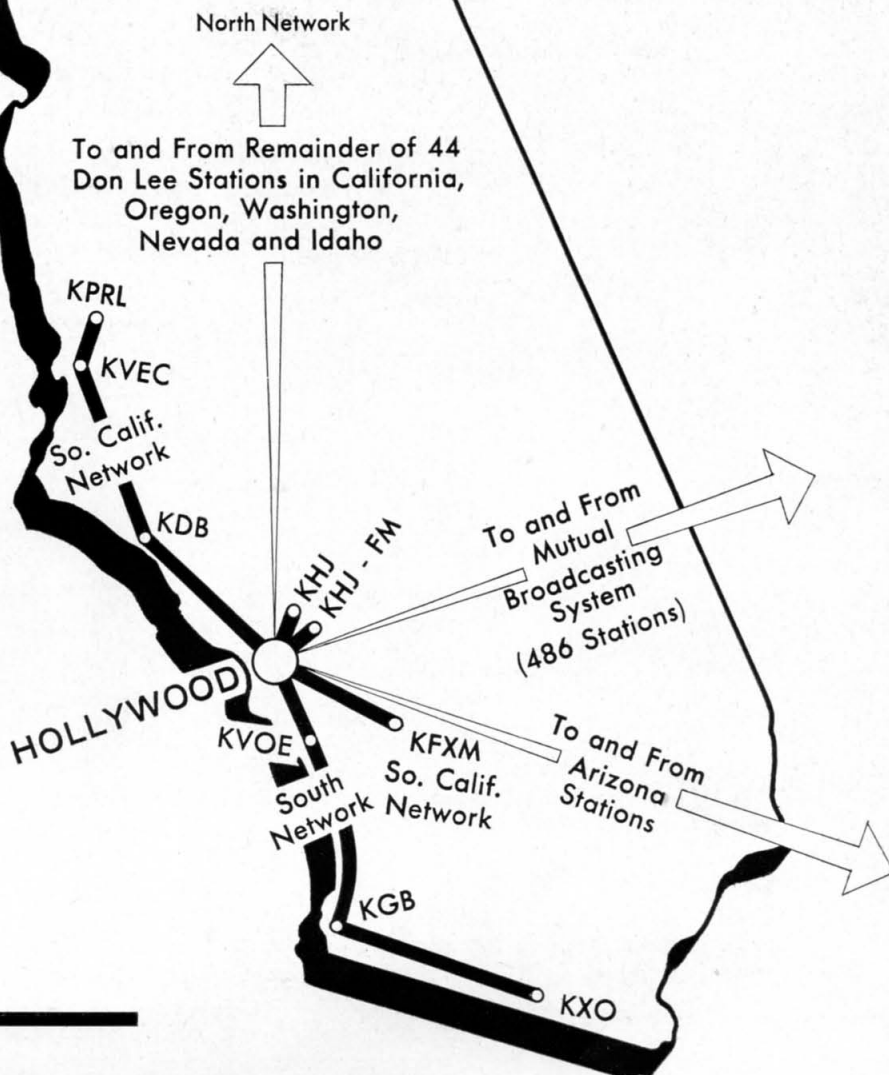 North Network
To and From Remainder of 44
Don Lee Stations in California,
Oregon, Washington,
Nevada and Idaho
KPRL
KVEC
So. Calif.
Network
KDB
KHJ
KHJ - FM
To and From
Mutual
Broadcasting
System
(486 Stations)
HOLLYWOOD
KVOE
KFXM
So. Calif.
Network
To and From
Arizona
Stations
South
Network
KGB
KXO